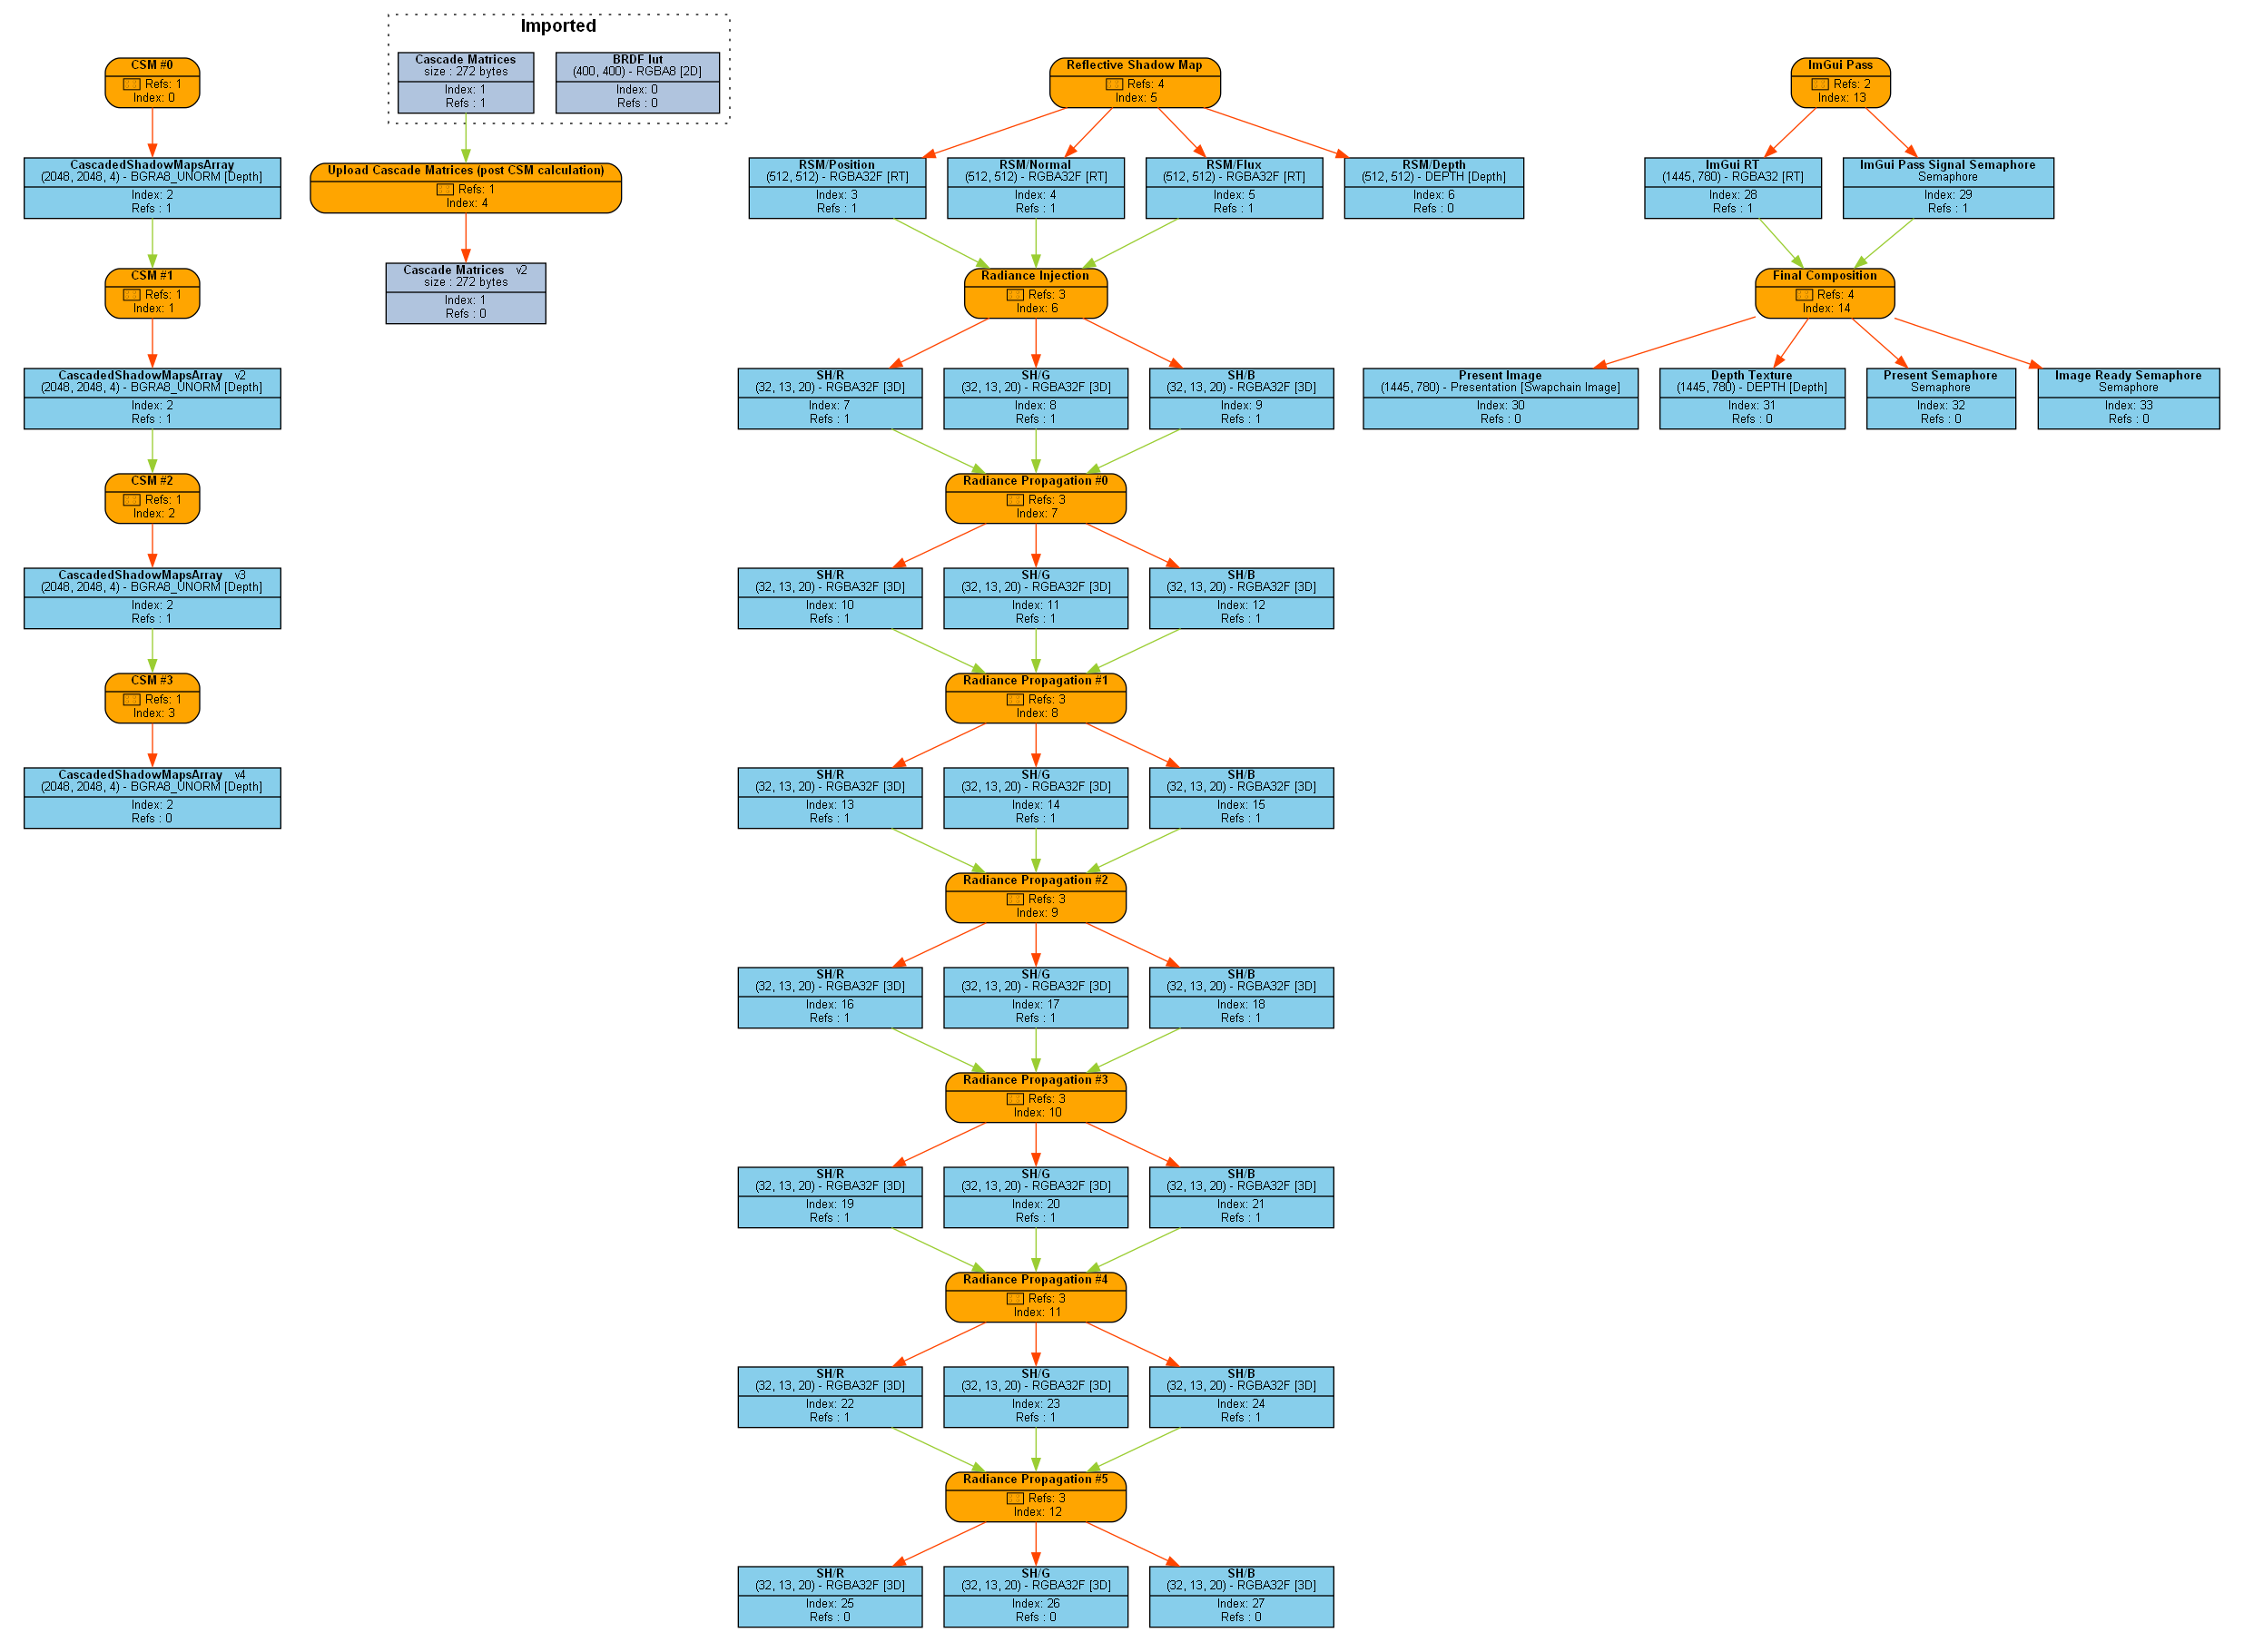 Imported
CSM #0
Refs: 1
Index: 0
Cascade Matrices
size : 272 bytes
Index: 1
Refs : 1
BRDF lut
(400, 400) - RGBA8 [2D]
Index: 0
Refs : 0
Reflective Shadow Map
Refs: 4
Index: 5
ImGui Pass
Refs: 2
Index: 13
CascadedShadowMapsArray
(2048, 2048, 4) - BGRA8_UNORM [Depth]
Index: 2
Refs : 1
Upload Cascade Matrices (post CSM calculation)
Refs: 1
Index: 4
RSM/Position
(512, 512) - RGBA32F [RT]
Index: 3
Refs : 1
RSM/Normal
(512, 512) - RGBA32F [RT]
Index: 4
Refs : 1
RSM/Flux
(512, 512) - RGBA32F [RT]
Index: 5
Refs : 1
RSM/Depth
(512, 512) - DEPTH [Depth]
Index: 6
Refs : 0
ImGui RT
(1445, 780) - RGBA32 [RT]
Index: 28
Refs : 1
ImGui Pass Signal Semaphore
Semaphore
Index: 29
Refs : 1
CSM #1
Refs: 1
Index: 1
Cascade Matrices v2
size : 272 bytes
Index: 1
Refs : 0
Radiance Injection
Refs: 3
Index: 6
Final Composition
Refs: 4
Index: 14
CascadedShadowMapsArray v2
(2048, 2048, 4) - BGRA8_UNORM [Depth]
Index: 2
Refs : 1
SH/R
(32, 13, 20) - RGBA32F [3D]
Index: 7
Refs : 1
SH/G
(32, 13, 20) - RGBA32F [3D]
Index: 8
Refs : 1
SH/B
(32, 13, 20) - RGBA32F [3D]
Index: 9
Refs : 1
Present Image
(1445, 780) - Presentation [Swapchain Image]
Index: 30
Refs : 0
Depth Texture
(1445, 780) - DEPTH [Depth]
Index: 31
Refs : 0
Present Semaphore
Semaphore
Index: 32
Refs : 0
Image Ready Semaphore
Semaphore
Index: 33
Refs : 0
CSM #2
Refs: 1
Index: 2
Radiance Propagation #0
Refs: 3
Index: 7
CascadedShadowMapsArray v3
(2048, 2048, 4) - BGRA8_UNORM [Depth]
Index: 2
Refs : 1
SH/R
(32, 13, 20) - RGBA32F [3D]
Index: 10
Refs : 1
SH/G
(32, 13, 20) - RGBA32F [3D]
Index: 11
Refs : 1
SH/B
(32, 13, 20) - RGBA32F [3D]
Index: 12
Refs : 1
CSM #3
Refs: 1
Index: 3
Radiance Propagation #1
Refs: 3
Index: 8
CascadedShadowMapsArray v4
(2048, 2048, 4) - BGRA8_UNORM [Depth]
Index: 2
Refs : 0
SH/R
(32, 13, 20) - RGBA32F [3D]
Index: 13
Refs : 1
SH/G
(32, 13, 20) - RGBA32F [3D]
Index: 14
Refs : 1
SH/B
(32, 13, 20) - RGBA32F [3D]
Index: 15
Refs : 1
Radiance Propagation #2
Refs: 3
Index: 9
SH/R
(32, 13, 20) - RGBA32F [3D]
Index: 16
Refs : 1
SH/G
(32, 13, 20) - RGBA32F [3D]
Index: 17
Refs : 1
SH/B
(32, 13, 20) - RGBA32F [3D]
Index: 18
Refs : 1
Radiance Propagation #3
Refs: 3
Index: 10
SH/R
(32, 13, 20) - RGBA32F [3D]
Index: 19
Refs : 1
SH/G
(32, 13, 20) - RGBA32F [3D]
Index: 20
Refs : 1
SH/B
(32, 13, 20) - RGBA32F [3D]
Index: 21
Refs : 1
Radiance Propagation #4
Refs: 3
Index: 11
SH/R
(32, 13, 20) - RGBA32F [3D]
Index: 22
Refs : 1
SH/G
(32, 13, 20) - RGBA32F [3D]
Index: 23
Refs : 1
SH/B
(32, 13, 20) - RGBA32F [3D]
Index: 24
Refs : 1
Radiance Propagation #5
Refs: 3
Index: 12
SH/R
(32, 13, 20) - RGBA32F [3D]
Index: 25
Refs : 0
SH/G
(32, 13, 20) - RGBA32F [3D]
Index: 26
Refs : 0
SH/B
(32, 13, 20) - RGBA32F [3D]
Index: 27
Refs : 0